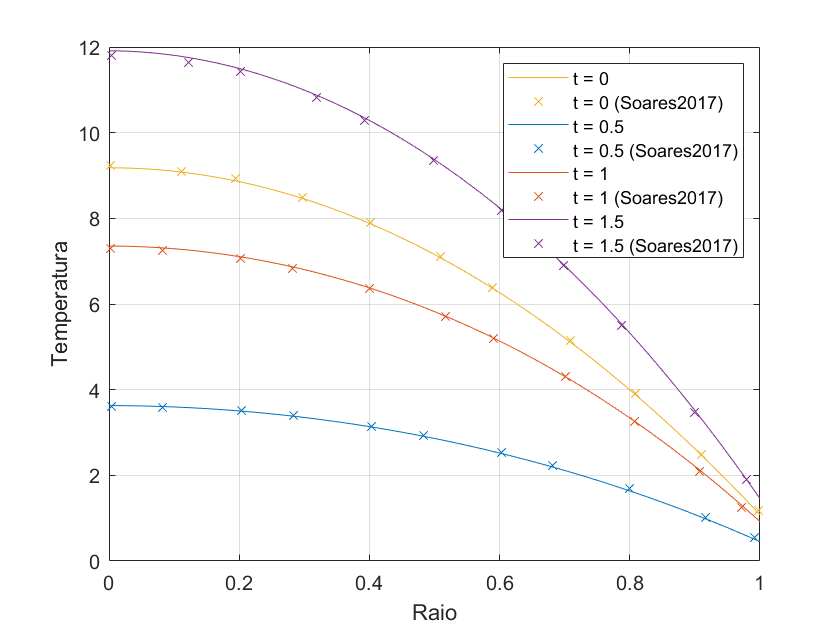 12
10
8
6
4
2
0
0
0.2
0.4
0.6
0.8
1
Temperatura
Raio
t = 0
t = 0 (Soares2017)
t = 0.5
t = 0.5 (Soares2017)
t = 1
t = 1 (Soares2017)
t = 1.5
t = 1.5 (Soares2017)